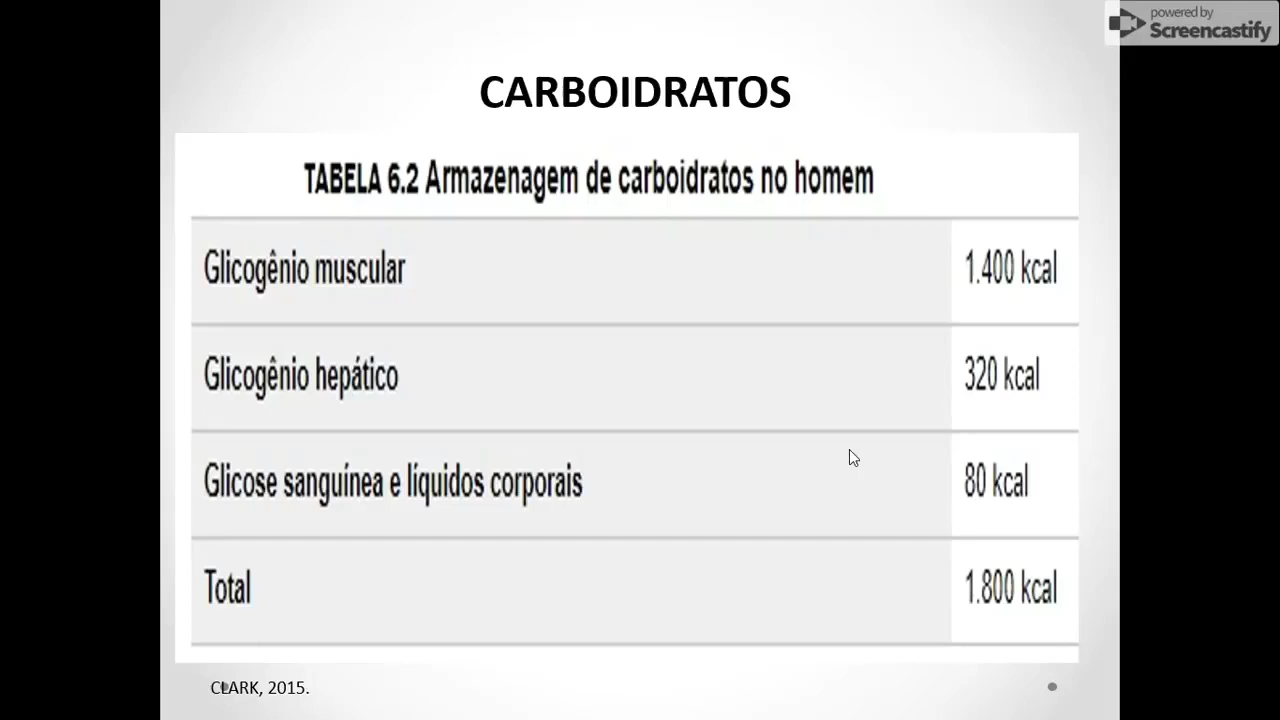 powered by
Screencastify
CARBOIDRATOS
TABELA 6.2 Armazenagem de carboidratos no homem
Glicogênio muscular 1.400 kcal
Glicogênio hepático 320 kcal
Glicose sanguínea e líquidos corporais 80 kcal
Total 1.800 kcal
CLARK, 2015.